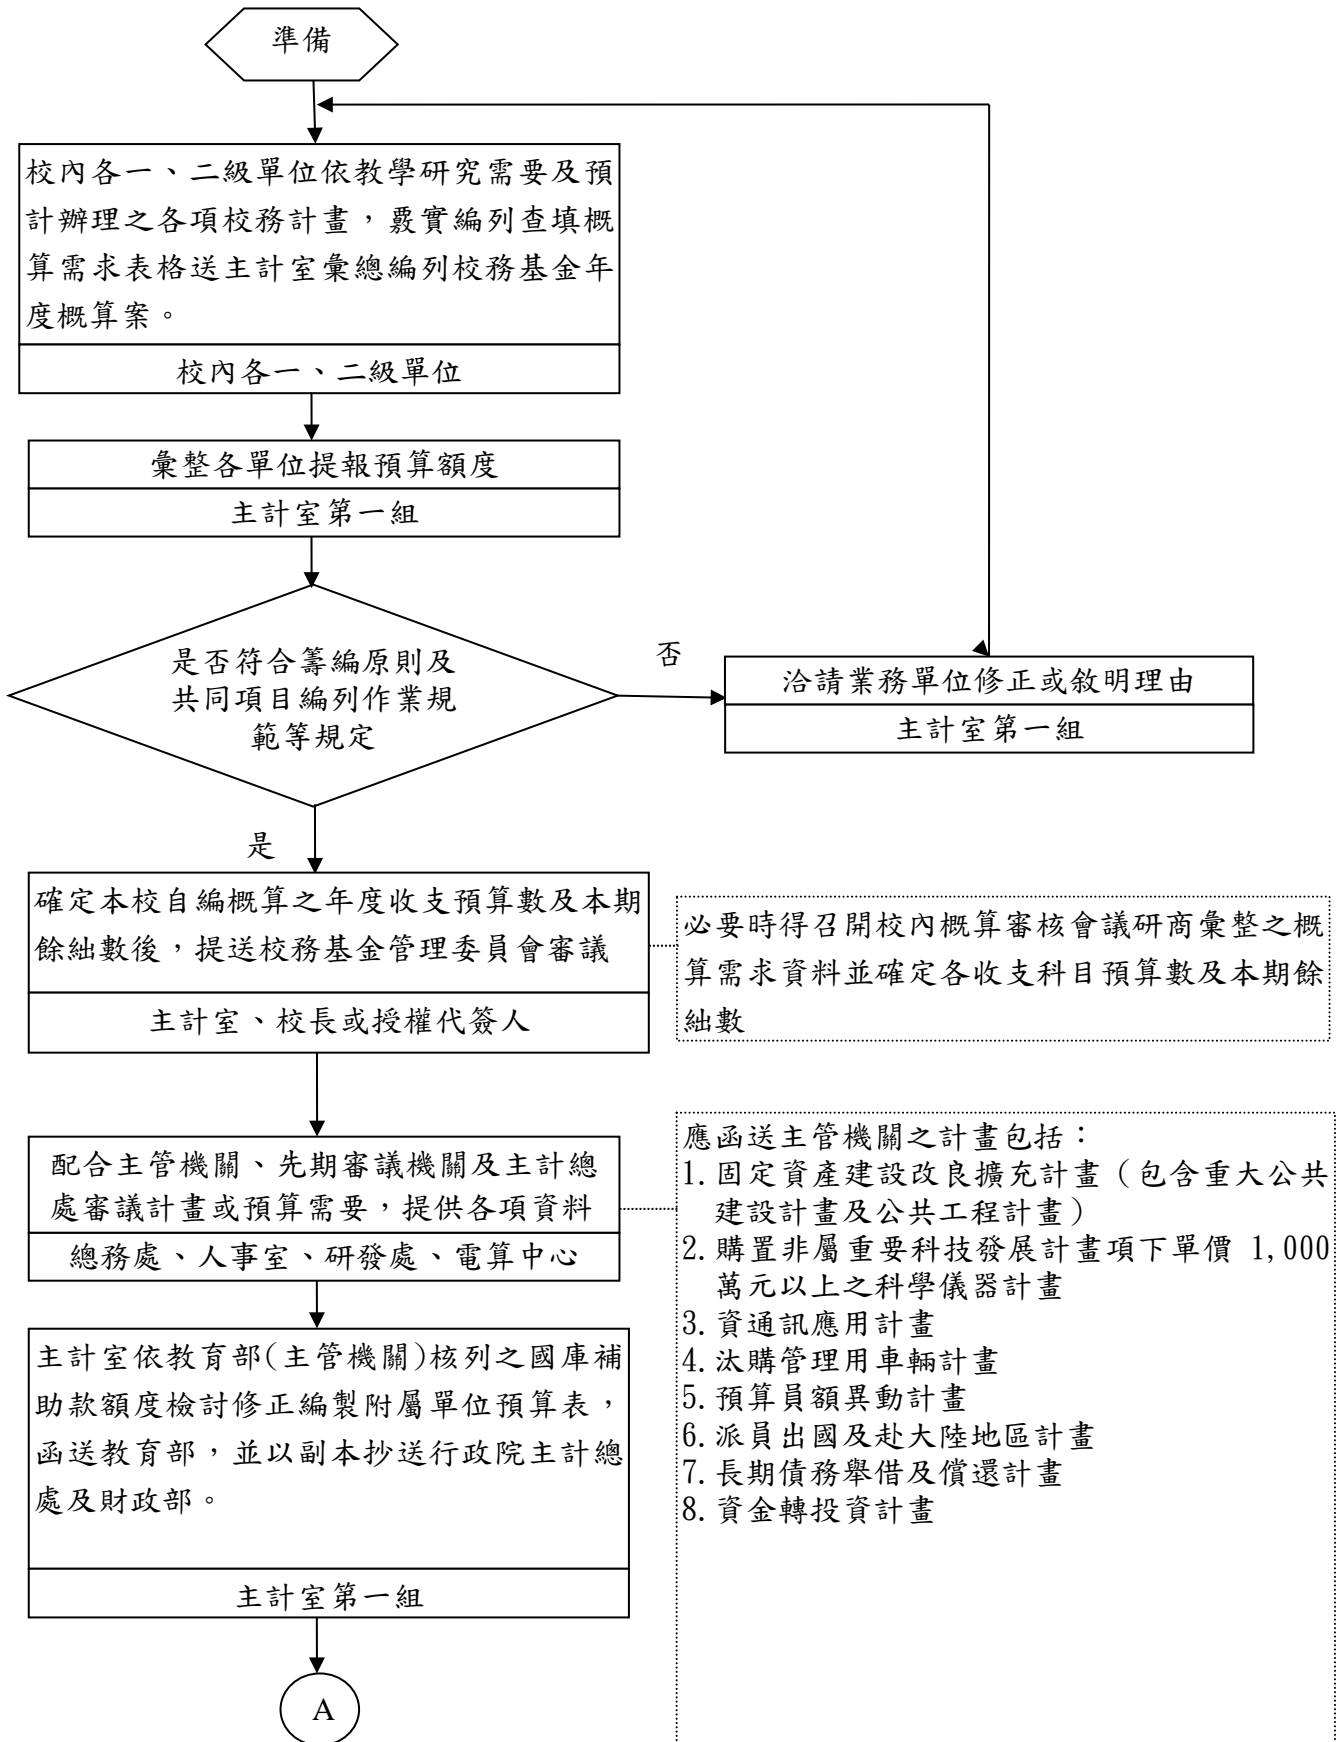 準備
校內各一、二級單位依教學研究需要及預
計辦理之各項校務計畫，覈實編列查填概
算需求表格送主計室彙總編列校務基金年
度概算案。
校內各一、二級單位
彙整各單位提報預算額度
主計室第一組
是否符合籌編原則及
共同項目編列作業規
範等規定
否
洽請業務單位修正或敘明理由
主計室第一組
是
確定本校自編概算之年度收支預算數及本期
餘絀數後，提送校務基金管理委員會審議
主計室、校長或授權代簽人
必要時得召開校內概算審核會議研商彙整之概
算需求資料並確定各收支科目預算數及本期餘
絀數
配合主管機關、先期審議機關及主計總
處審議計畫或預算需要，提供各項資料
總務處、人事室、研發處、電算中心
應函送主管機關之計畫包括：
1.固定資產建設改良擴充計畫（包含重大公共
建設計畫及公共工程計畫）
2.購置非屬重要科技發展計畫項下單價 1,000
萬元以上之科學儀器計畫
3.資通訊應用計畫
4.汰購管理用車輛計畫
5.預算員額異動計畫
6.派員出國及赴大陸地區計畫
7.長期債務舉借及償還計畫
8.資金轉投資計畫
主計室依教育部(主管機關)核列之國庫補
助款額度檢討修正編製附屬單位預算表，
函送教育部，並以副本抄送行政院主計總
處及財政部。
主計室第一組
A